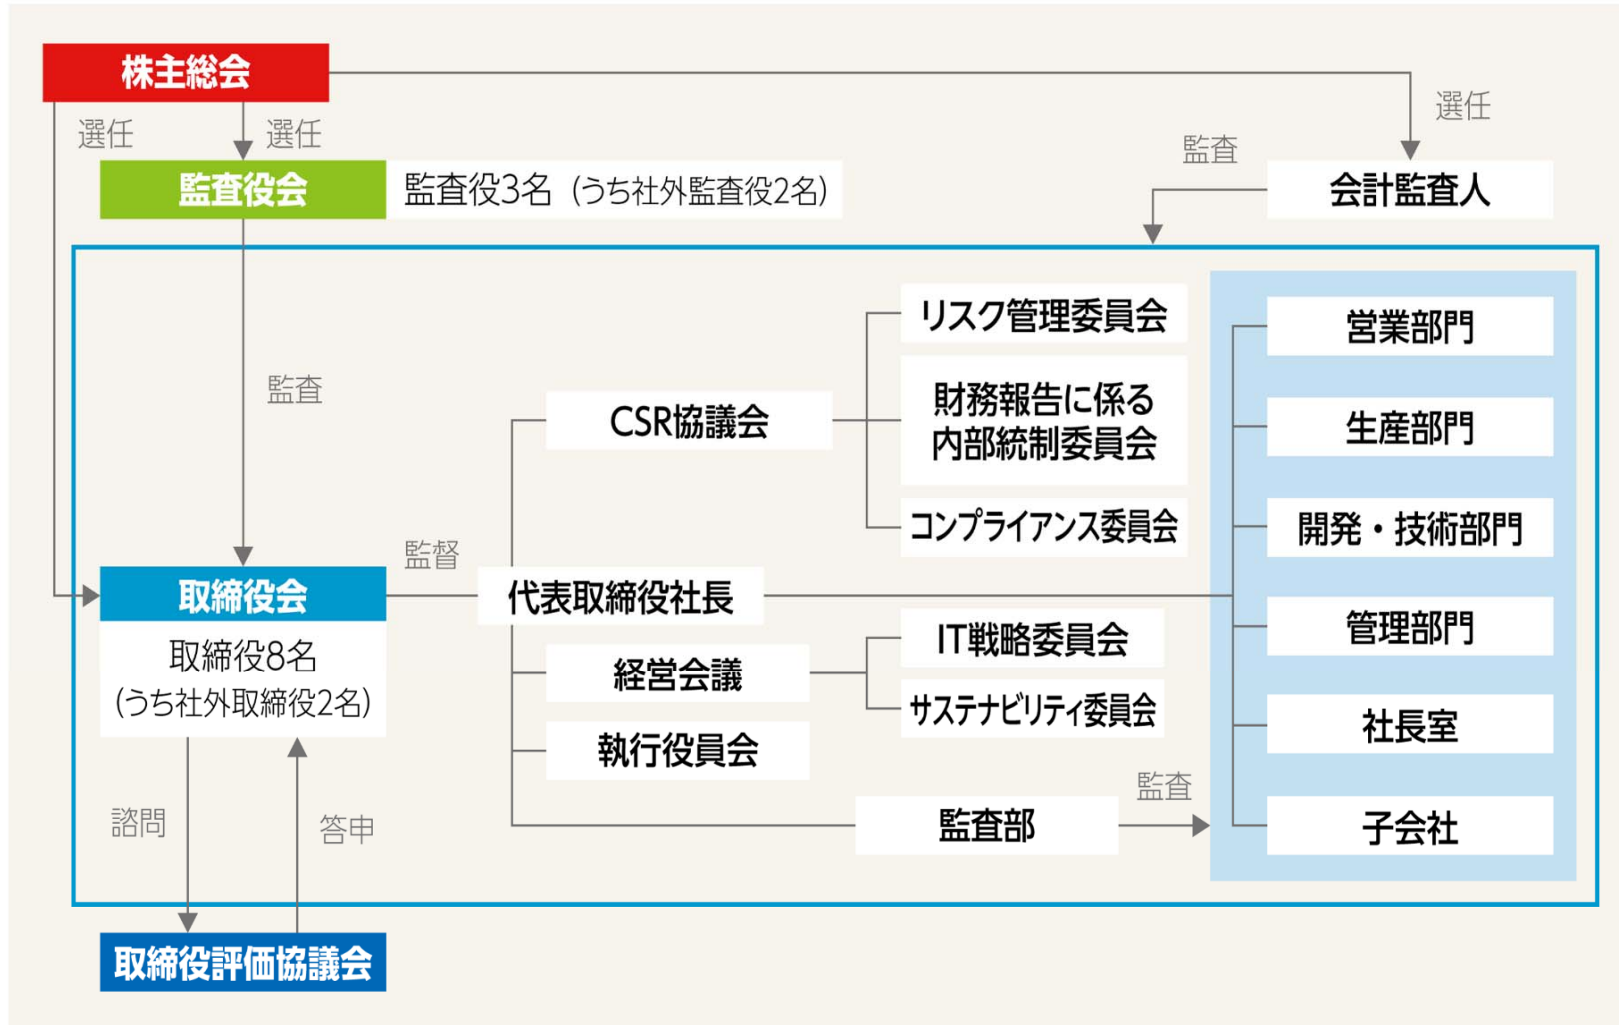 株主総会
選任
選任
選任
監査役会
監査役3名(うち社外監査役2名)
監査
会計監査人
監査
リスク管理委員会
財務報告に係る
内部統制委員会
コンプライアンス委員会
CSR協議会
営業部門
生産部門
開発・技術部門
管理部門
社長室
子会社
取締役会
取締役8名
(うち社外取締役2名)
監督
代表取締役社長
経営会議
IT戦略委員会
サステナビリティ委員会
執行役員会
監査部
監査
諮問
答申
取締役評価協議会